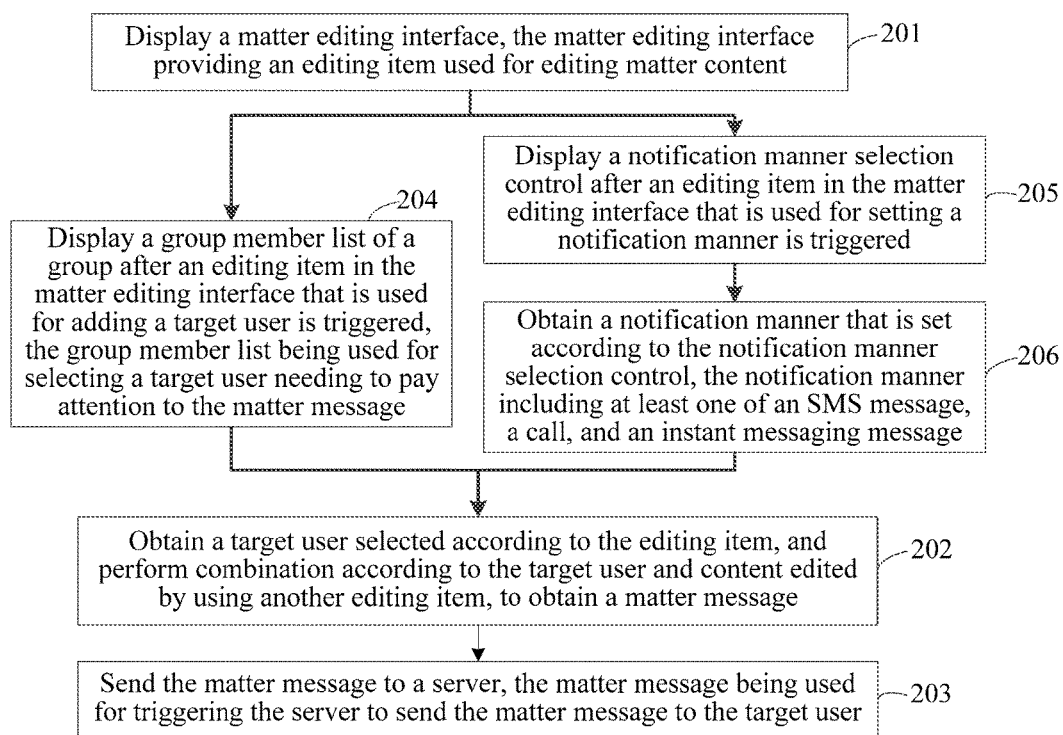 Display a matter editing interface, the matter editing interface
providing an editing item used for editing matter content
201
Display a notification manner selection
control after an editing item in the matter
editing interface that is used for setting a
notification manner is triggered
205
204
Display a group member list of a
group after an editing item in the
matter editing interface that is used
for adding a target user is triggered,
the group member list being used for
selecting a target user needing to pay
attention to the matter message
Obtain a notification manner that is set
according to the notification manner
selection control, the notification manner
including at least one of an SMS message,
a call, and an instant messaging message
206
Obtain a target user selected according to the editing item, and
perform combination according to the target user and content edited
by using another editing item, to obtain a matter message
202
Send the matter message to a server, the matter message being used
for triggering the server to send the matter message to the target user
203